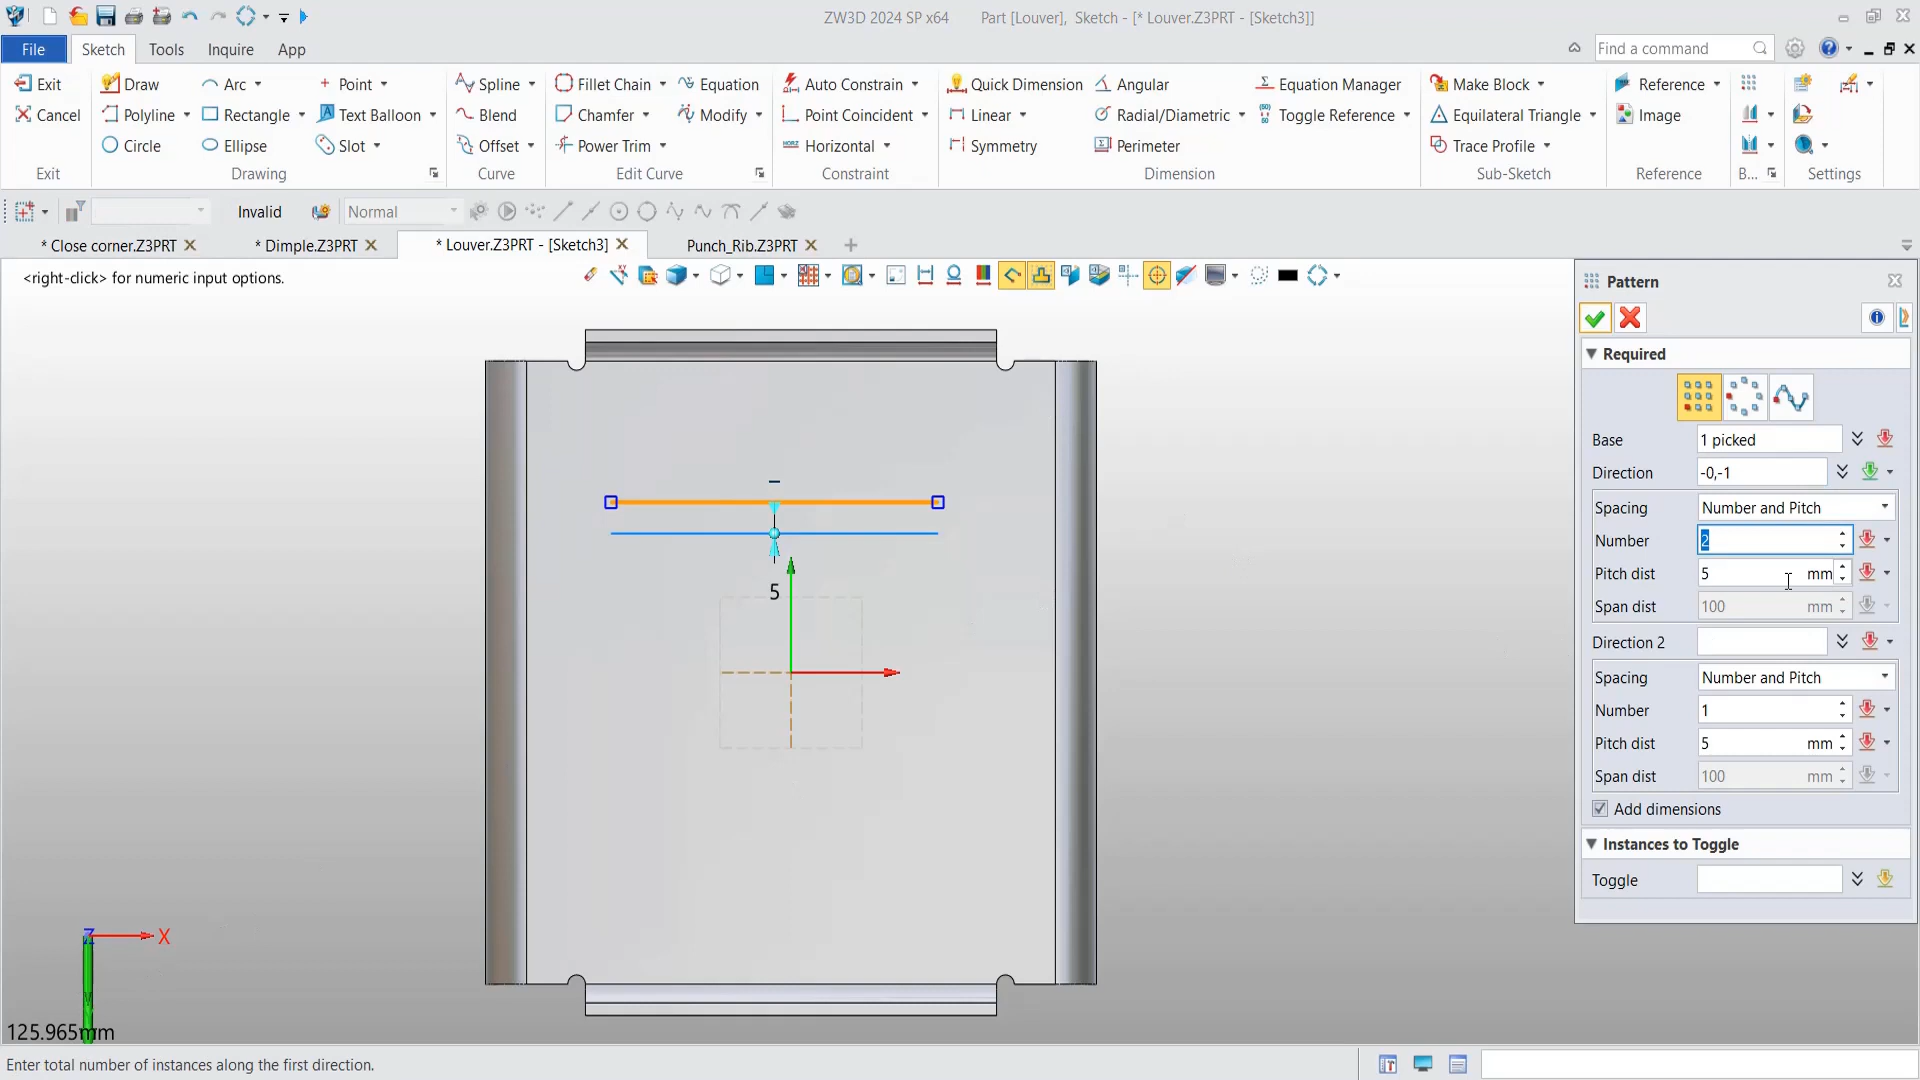 ZW3D 2024 SP x64 Part [Louver], Sketch - [* Louver.Z3PRT - [Sketch3]]
File Sketch Tools Inquire App Find a command
Exit Draw Arc Point Spline Fillet Chain Equation Auto Constrain Quick Dimension Angular Equation Manager Make Block Reference
Cancel Polyline Rectangle Text Balloon Blend Chamfer Modify Point Coincident Linear Radial/Diametric Toggle Reference Equilateral Triangle Image
Circle Ellipse Slot Offset Power Trim HORZ Horizontal Symmetry Perimeter Trace Profile
Exit Drawing Curve Edit Curve Constraint Dimension Sub-Sketch Reference B... Settings
Invalid Normal
* Close corner.Z3PRT * Dimple.Z3PRT * Louver.Z3PRT - [Sketch3] Punch_Rib.Z3PRT
<right-click> for numeric input options.
Pattern
Required
Base 1 picked
Direction -0,-1
Spacing Number and Pitch
Number 2
Pitch dist 5 mm
Span dist 100 mm
Direction 2
Spacing Number and Pitch
Number 1
Pitch dist 5 mm
Span dist 100 mm
Add dimensions
Instances to Toggle
Toggle
5
Z X
Y
125.965mm
Enter total number of instances along the first direction.